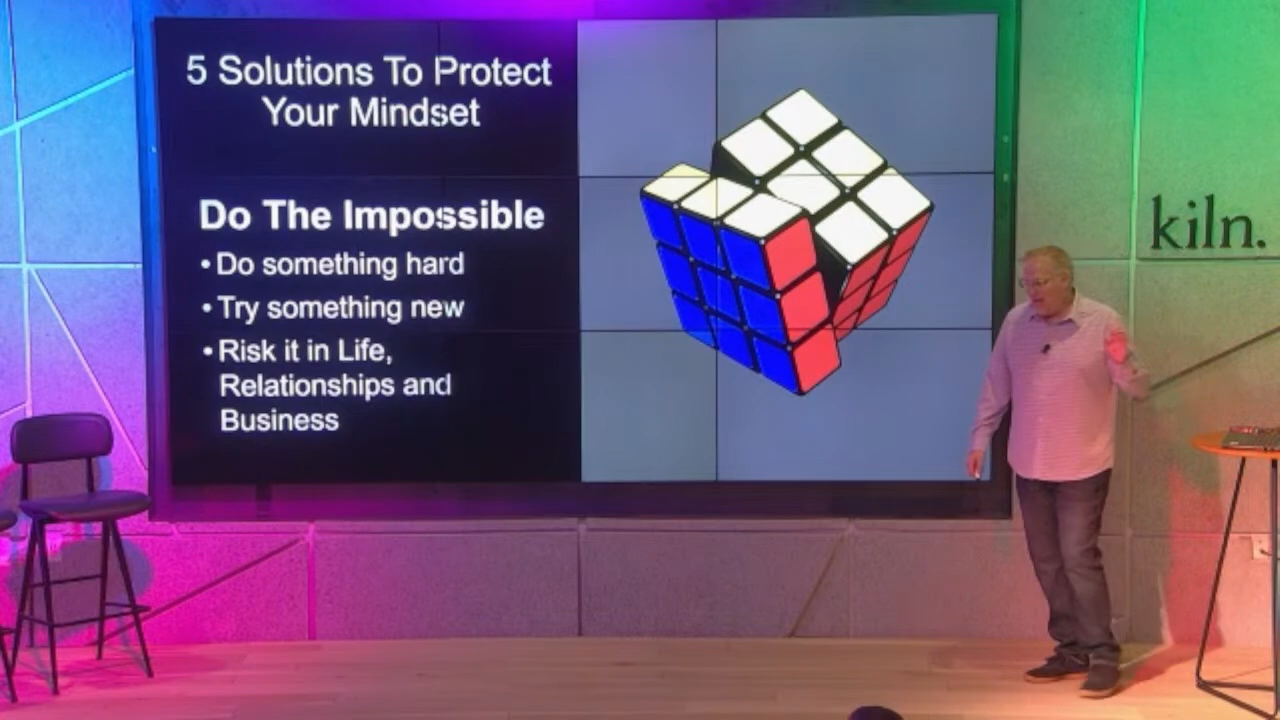 5 Solutions To Protect
Your Mindset
Do The Impossible
• Do something hard
• Try something new
• Risk it in Life,
Relationships and
Business
kiln.